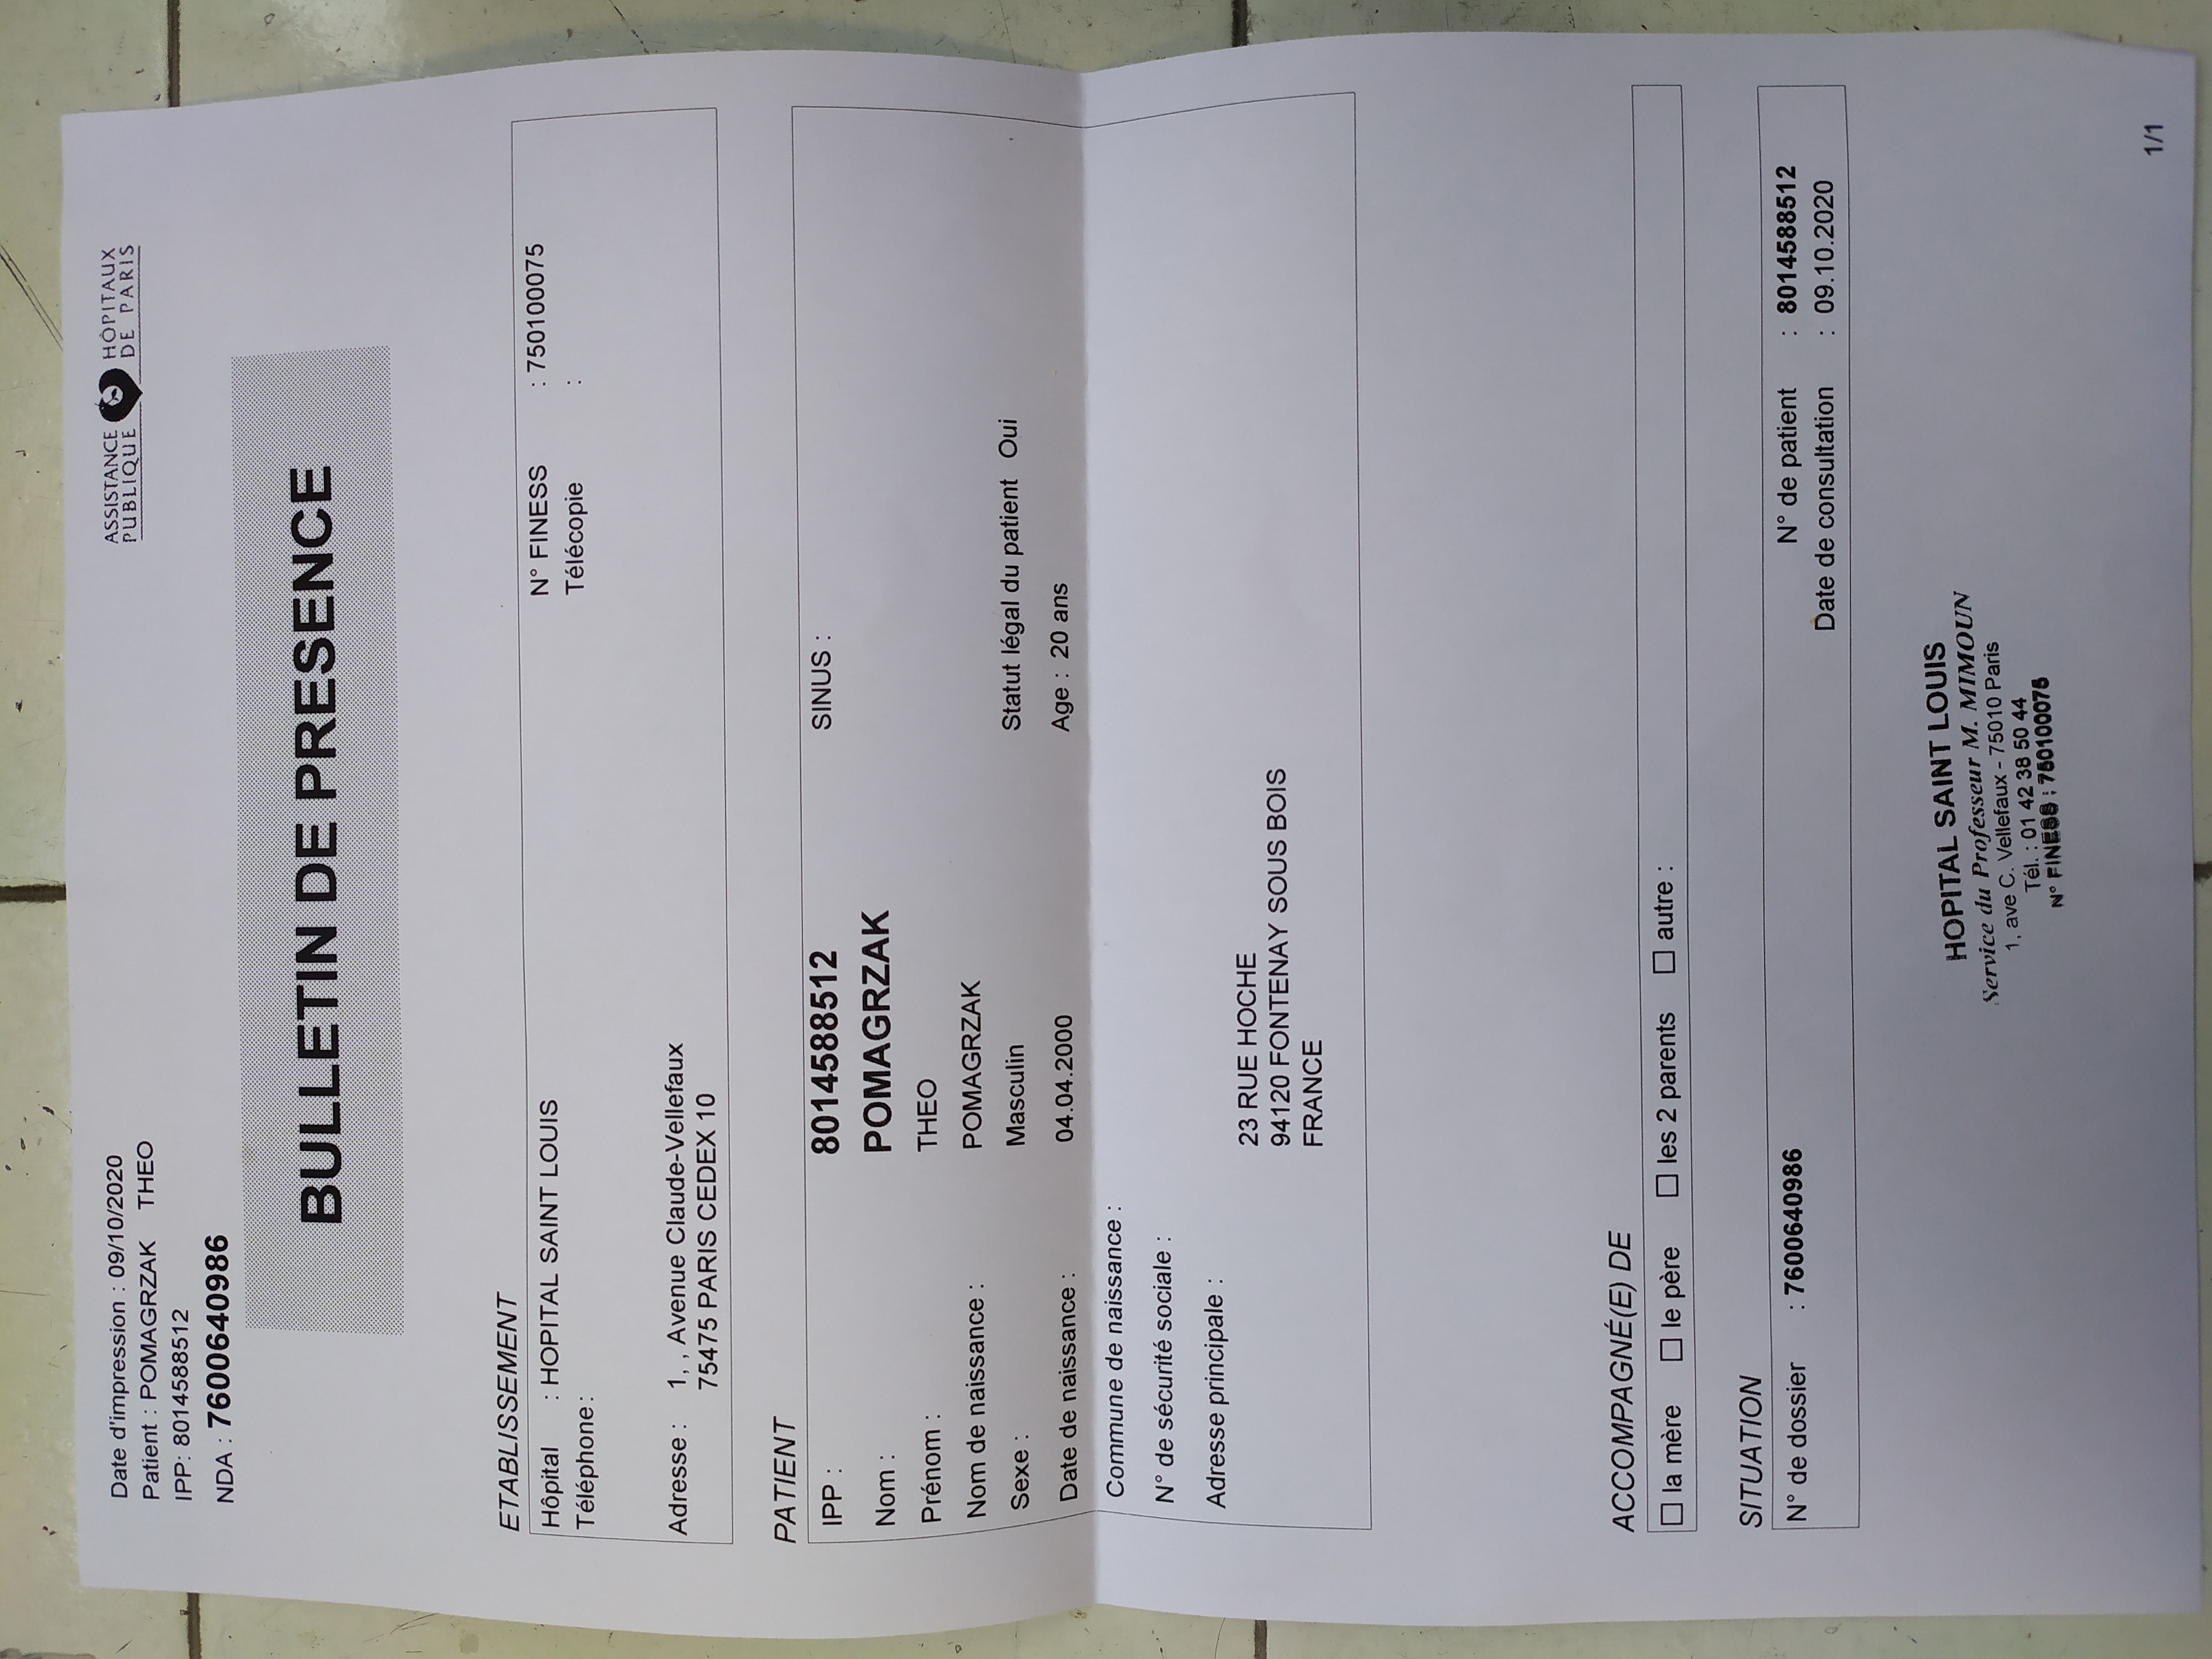 Date d'impression : 09/10/2020
Patient : POMAGRZAK THEO
IPP: 8014588512
NDA : 7600640986
ASSISTANCE PUBLIQUE HÔPITAUX DE PARIS
BULLETIN DE PRESENCE
ETABLISSEMENT
Hôpital : HOPITAL SAINT LOUIS N° FINESS : 750100075
Téléphone : Télécopie :
Adresse : 1, , Avenue Claude-Vellefaux
75475 PARIS CEDEX 10
PATIENT
IPP : 8014588512 SINUS :
Nom : POMAGRZAK
Prénom : THEO
Nom de naissance : POMAGRZAK
Sexe : Masculin Statut légal du patient Oui
Date de naissance : 04.04.2000 Age : 20 ans
Commune de naissance :
N° de sécurité sociale :
Adresse principale :
23 RUE HOCHE
94120 FONTENAY SOUS BOIS
FRANCE
ACCOMPAGNÉ(E) DE
☐ la mère ☐ le père ☐ les 2 parents ☐ autre :
SITUATION
N° de dossier : 7600640986 N° de patient : 8014588512
Date de consultation : 09.10.2020
HOPITAL SAINT LOUIS
Service du Professeur M. MIMOUN
1, ave C. Vellefaux - 75010 Paris
Tél. : 01 42 38 50 44
N° FINESS : 750100075
1/1